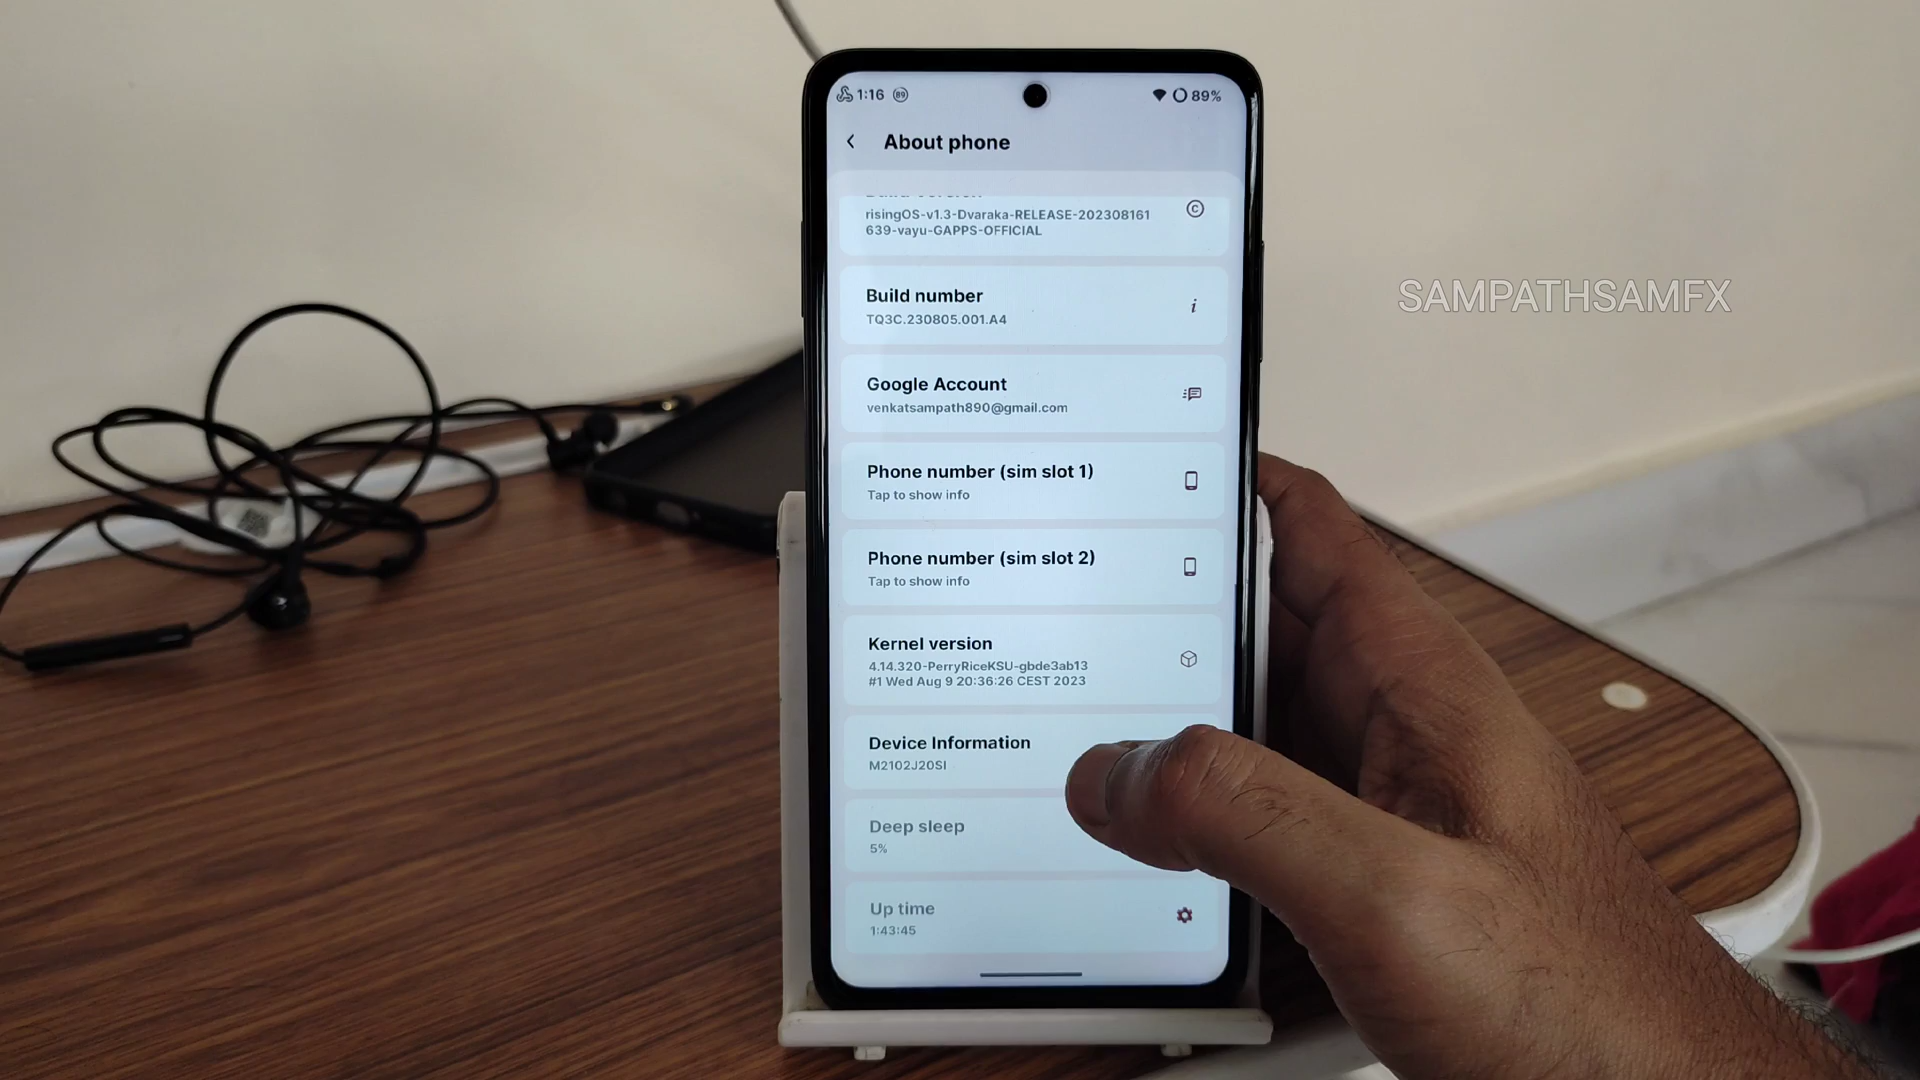 1:16 89 89%
About phone
risingOS-v1.3-Dvaraka-RELEASE-202308161
639-vayu-GAPPS-OFFICIAL
Build number
TQ3C.230805.001.A4
Google Account
venkatsampath890@gmail.com
Phone number (sim slot 1)
Tap to show info
Phone number (sim slot 2)
Tap to show info
Kernel version
4.14.320-PerryRiceKSU-gbde3ab13
#1 Wed Aug 9 20:36:26 CEST 2023
Device Information
M2102J20SI
Deep sleep
5%
Up time
1:43:45
SAMPATHSAMFX